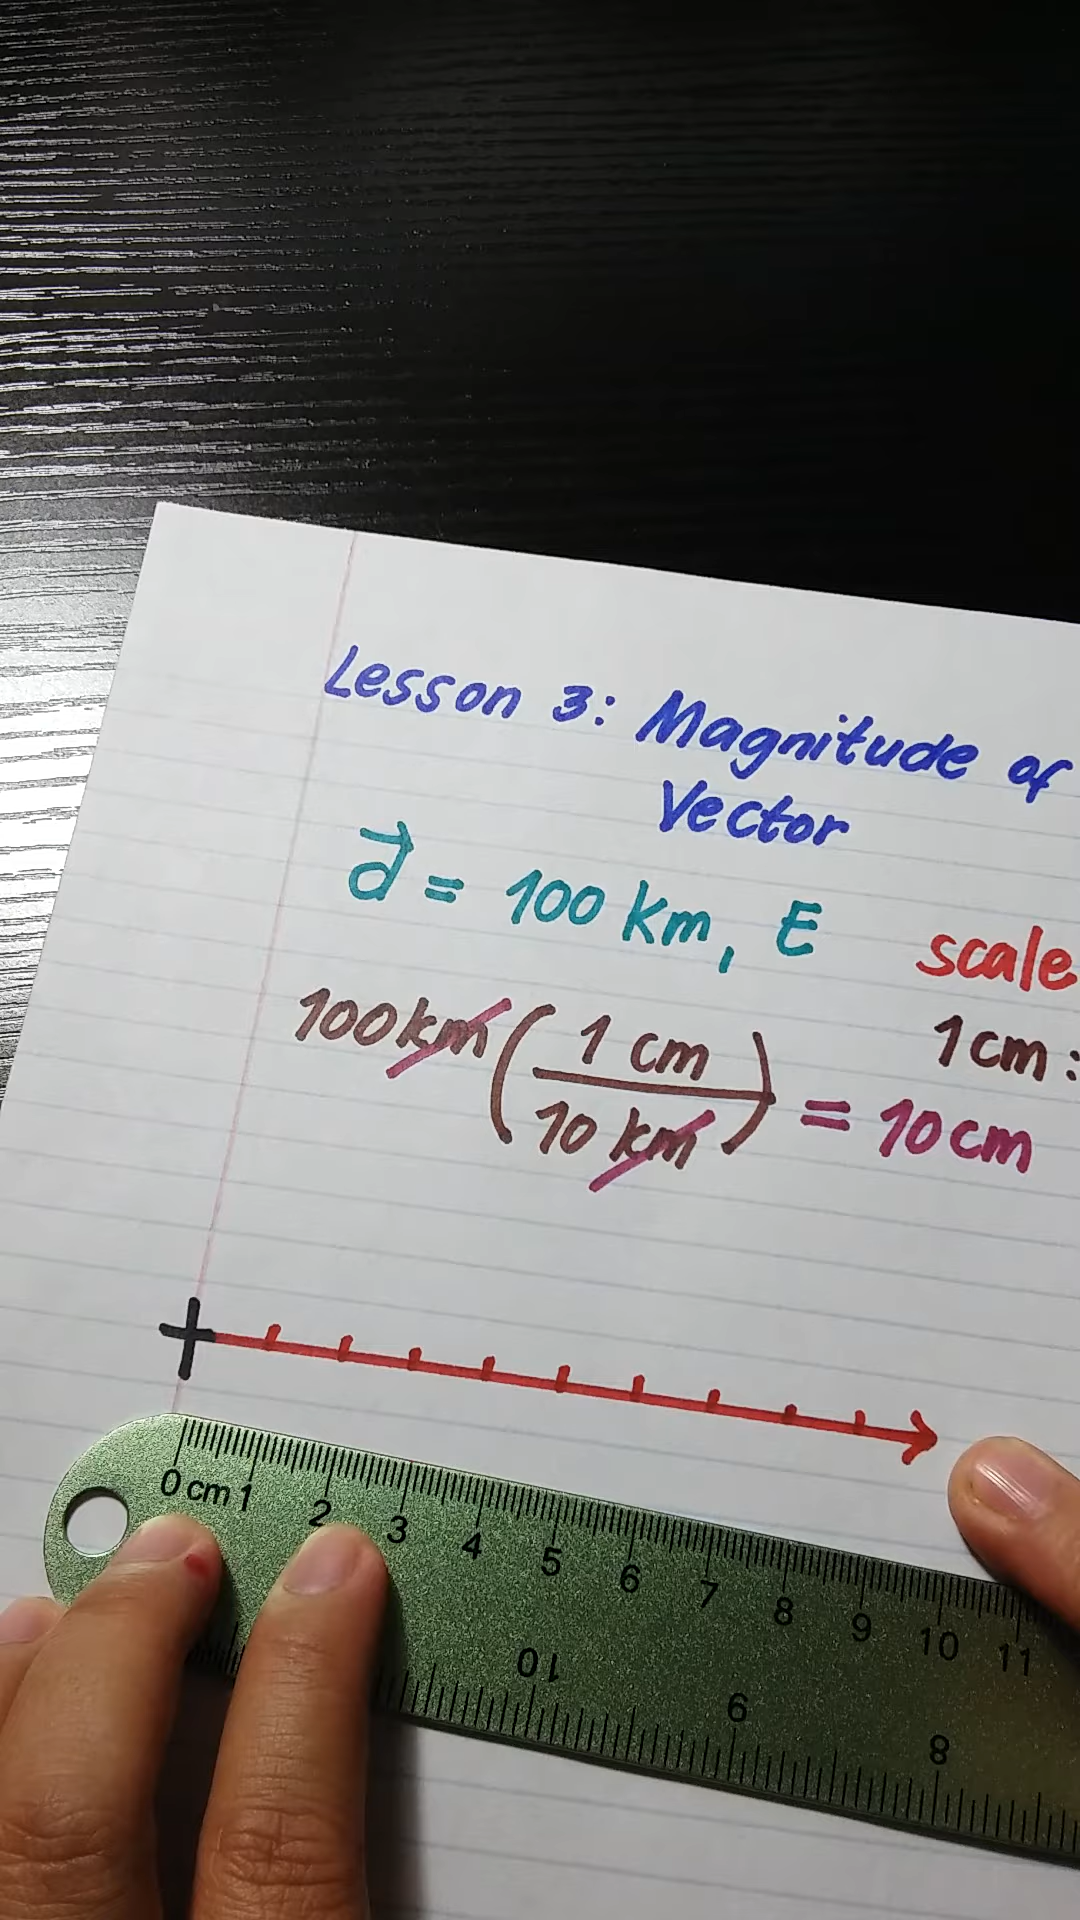 Lesson 3: Magnitude of
Vector
d⃗ = 100 km, E
scale
100 km (1 cm / 10 km) = 10 cm
1 cm :
0 cm 1 2 3 4 5 6 7 8 9 10 11
10 9 8